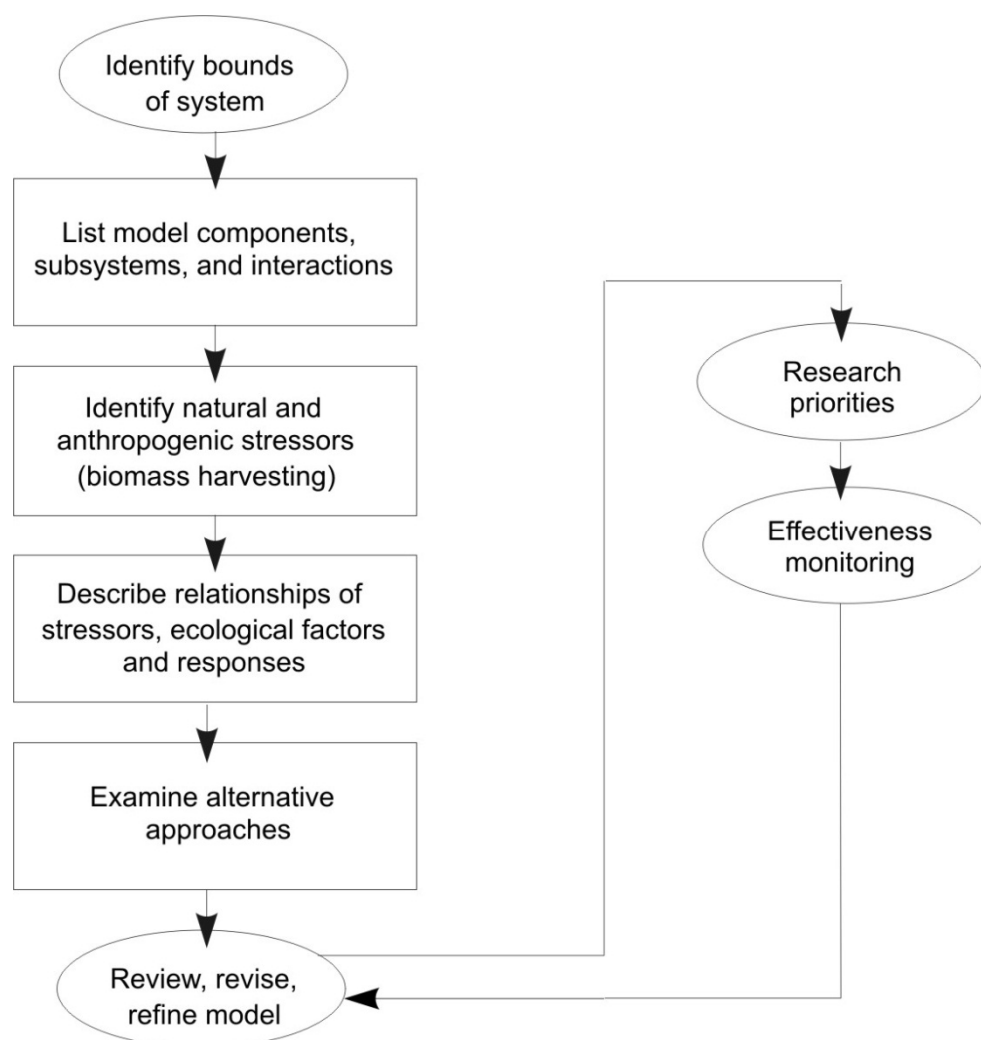 Identify bounds
of system
List model components,
subsystems, and interactions
Identify natural and
anthropogenic stressors
(biomass harvesting)
Describe relationships of
stressors, ecological factors
and responses
Examine alternative
approaches
Review, revise,
refine model
Research
priorities
Effectiveness
monitoring